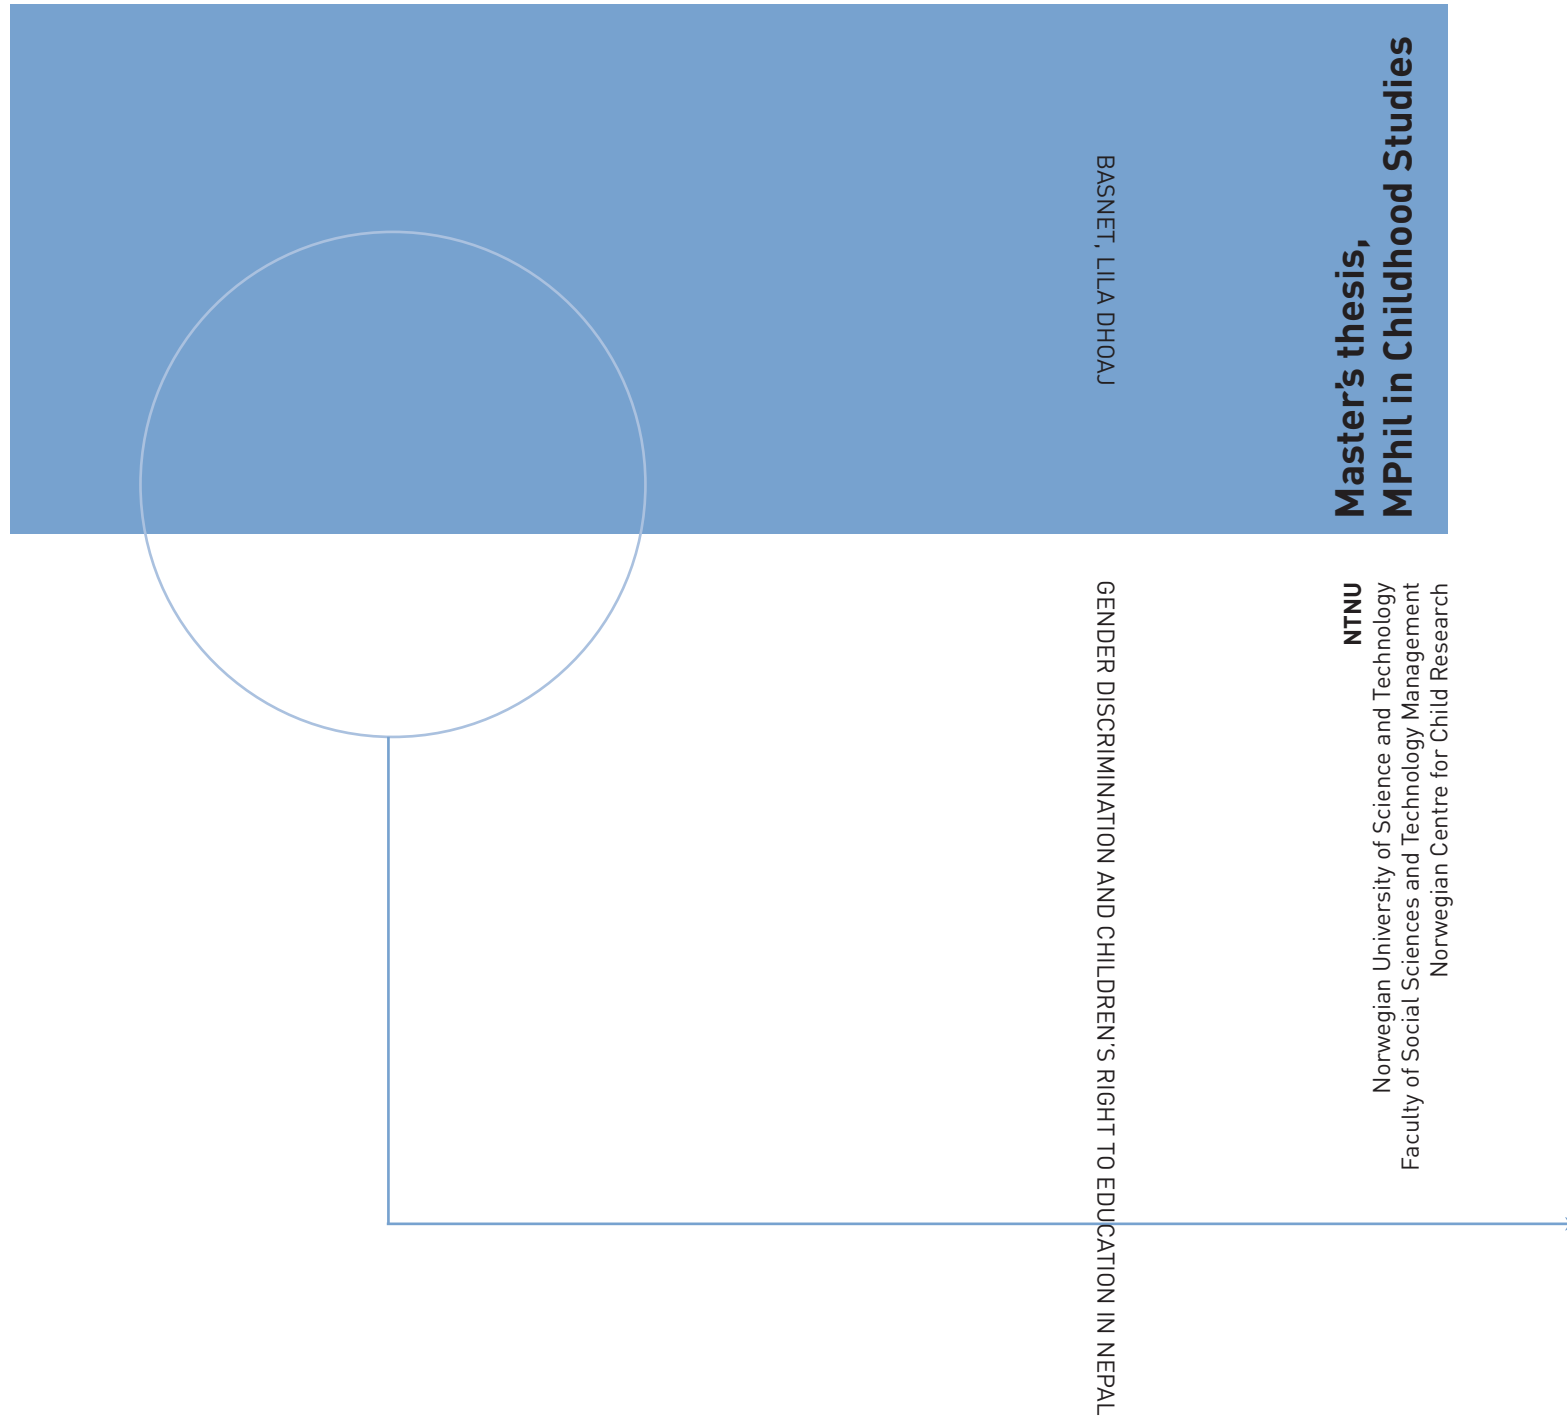 BASNET, LILA DHOAJ
GENDER DISCRIMINATION AND CHILDREN'S RIGHT TO EDUCATION IN NEPAL
Master's thesis,
MPhil in Childhood Studies
NTNU
Norwegian University of Science and Technology
Faculty of Social Sciences and Technology Management
Norwegian Centre for Child Research